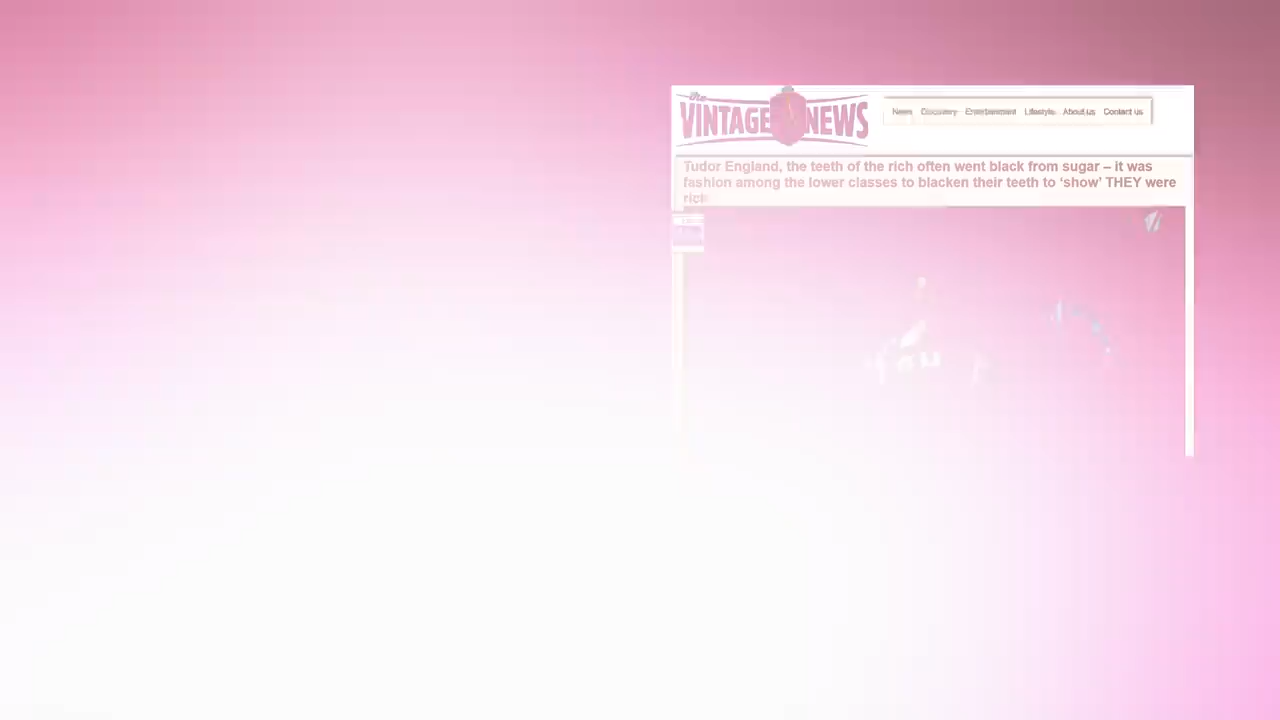 the
VINTAGE NEWS
News Discovery Entertainment Lifestyle About us Contact us
Tudor England, the teeth of the rich often went black from sugar – it was
fashion among the lower classes to blacken their teeth to ‘show’ THEY were
rich